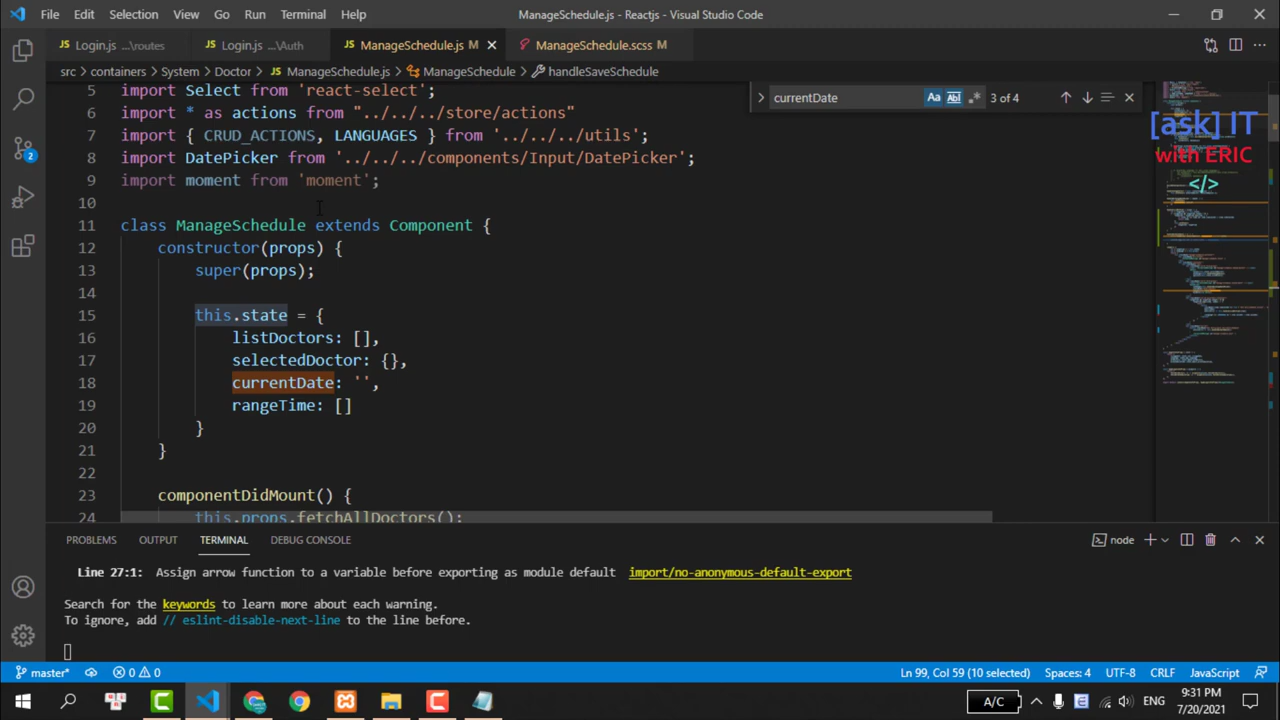 File Edit Selection View Go Run Terminal Help ManageSchedule.js - Reactjs - Visual Studio Code
JS Login.js ...\routes JS Login.js ...\Auth JS ManageSchedule.js M ManageSchedule.scss M
src > containers > System > Doctor > JS ManageSchedule.js > ManageSchedule > handleSaveSchedule
currentDate Aa Abl .* 3 of 4
5 import Select from 'react-select';
6 import * as actions from "../../../store/actions"
7 import { CRUD_ACTIONS, LANGUAGES } from '../../../utils';
8 import DatePicker from '../../../components/Input/DatePicker';
9 import moment from 'moment';
10
11 class ManageSchedule extends Component {
12 constructor(props) {
13 super(props);
14
15 this.state = {
16 listDoctors: [],
17 selectedDoctor: {},
18 currentDate: '',
19 rangeTime: []
20 }
21 }
22
23 componentDidMount() {
24 this.props.fetchAllDoctors();
[ask] IT
with ERIC
</>
2
PROBLEMS OUTPUT TERMINAL DEBUG CONSOLE node
Line 27:1: Assign arrow function to a variable before exporting as module default import/no-anonymous-default-export
Search for the keywords to learn more about each warning.
To ignore, add // eslint-disable-next-line to the line before.
master* 0 0 Ln 99, Col 59 (10 selected) Spaces: 4 UTF-8 CRLF JavaScript
A/C ENG 9:31 PM
7/20/2021